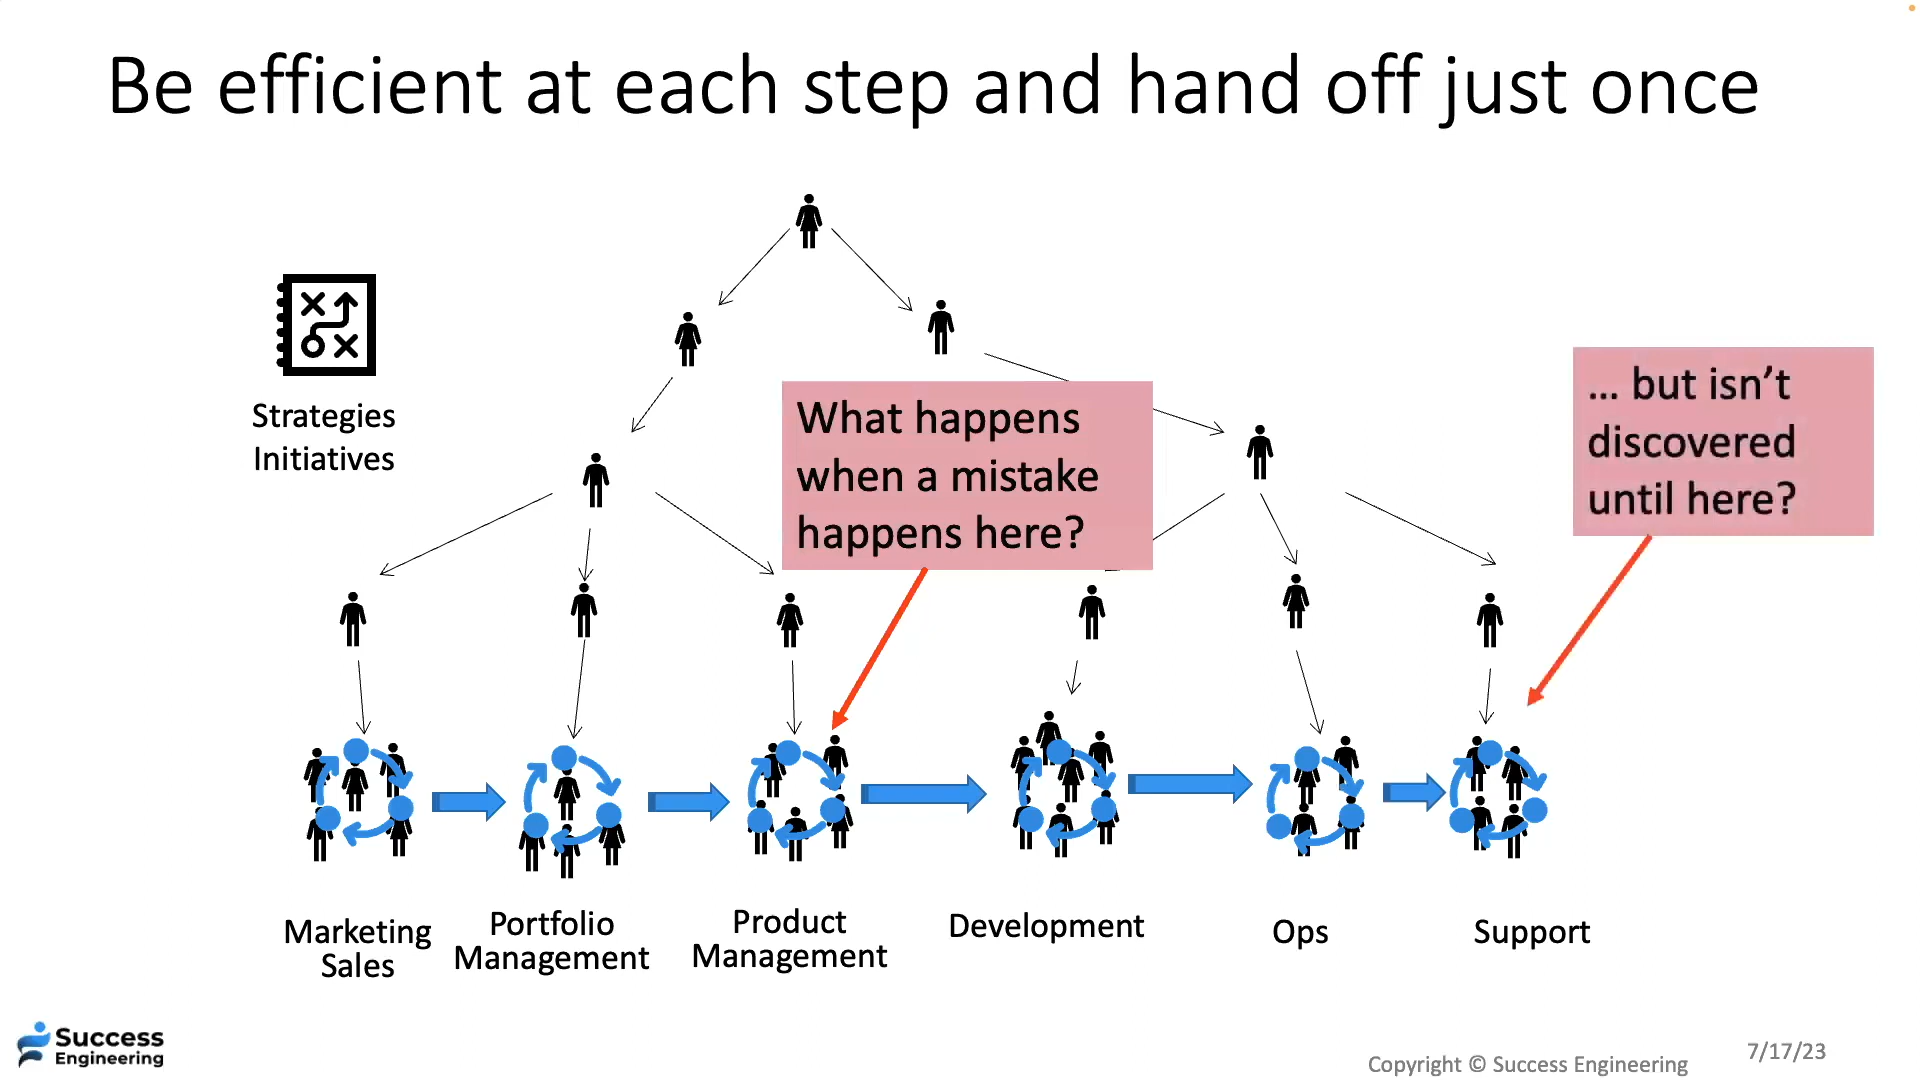 Be efficient at each step and hand off just once
Strategies
Initiatives
What happens
when a mistake
happens here?
... but isn’t
discovered
until here?
Marketing
Sales
Portfolio
Management
Product
Management
Development
Ops
Support
Success
Engineering
Copyright © Success Engineering
7/17/23